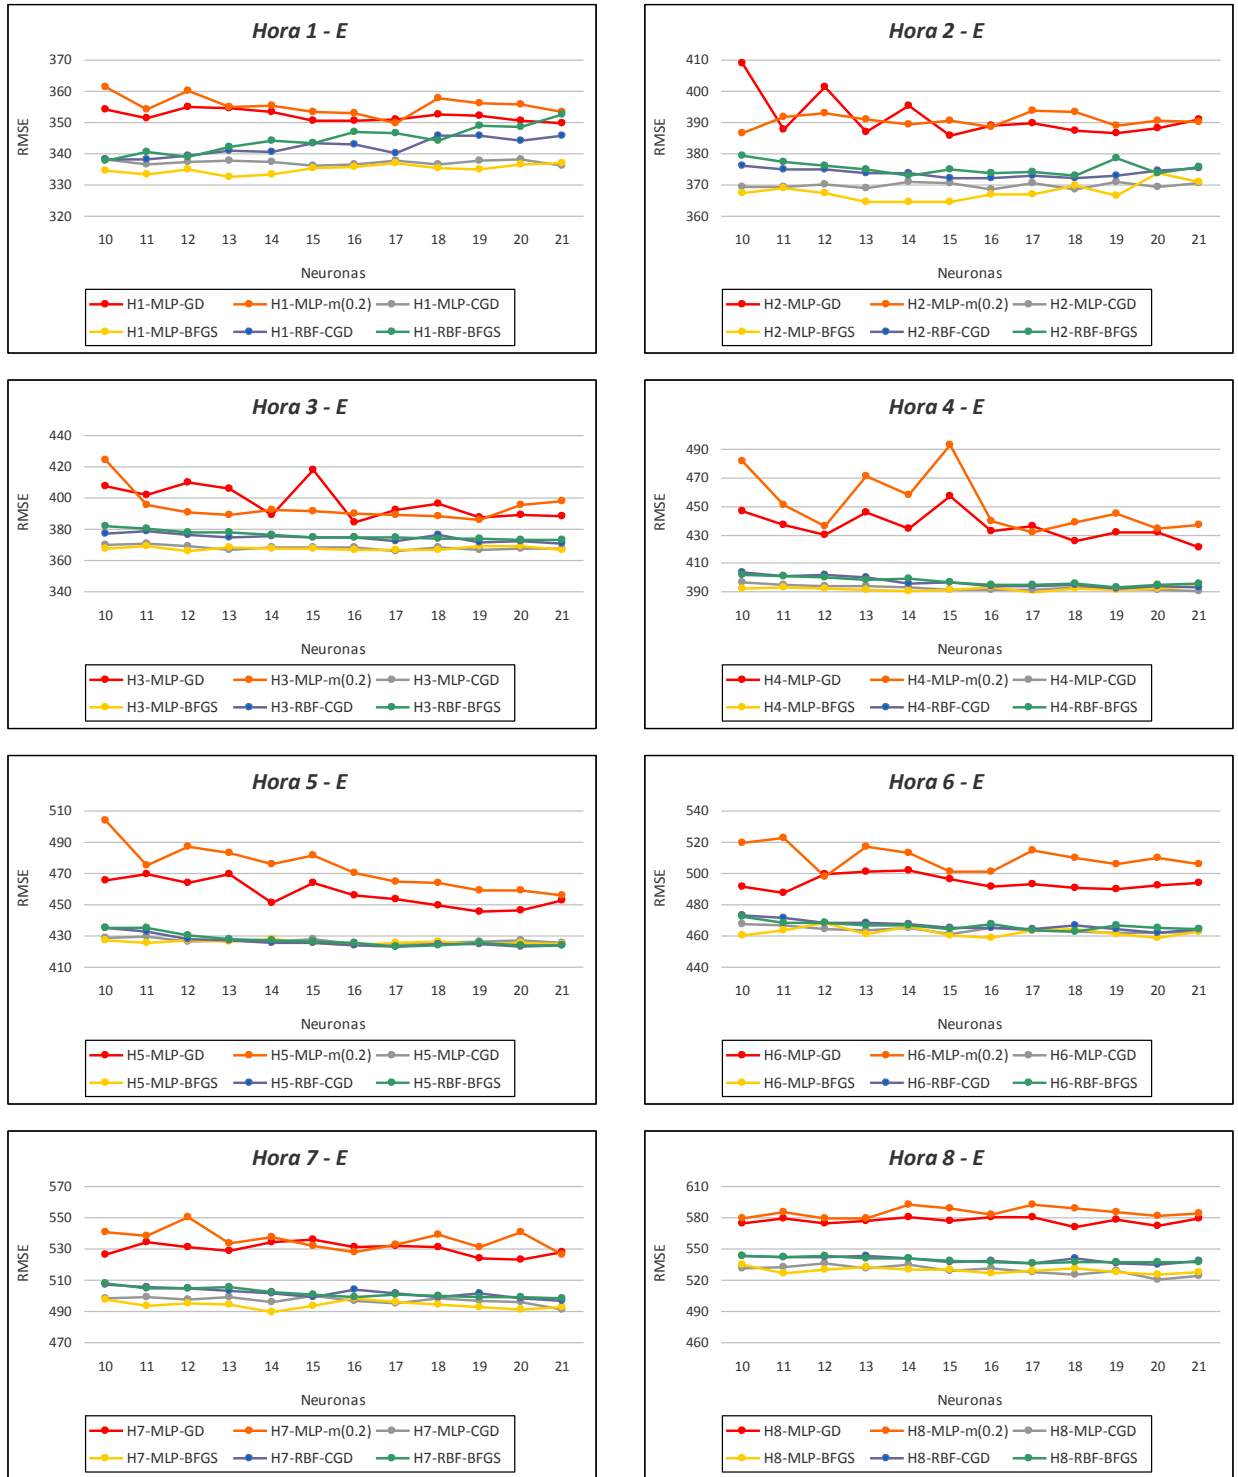 Hora 1 - E
370
360
350
340
330
320
RMSE
10 11 12 13 14 15 16 17 18 19 20 21
Neuronas
H1-MLP-GD H1-MLP-m(0.2) H1-MLP-CGD
H1-MLP-BFGS H1-RBF-CGD H1-RBF-BFGS
Hora 2 - E
410
400
390
380
370
360
RMSE
10 11 12 13 14 15 16 17 18 19 20 21
Neuronas
H2-MLP-GD H2-MLP-m(0.2) H2-MLP-CGD
H2-MLP-BFGS H2-RBF-CGD H2-RBF-BFGS
Hora 3 - E
440
420
400
380
360
340
RMSE
10 11 12 13 14 15 16 17 18 19 20 21
Neuronas
H3-MLP-GD H3-MLP-m(0.2) H3-MLP-CGD
H3-MLP-BFGS H3-RBF-CGD H3-RBF-BFGS
Hora 4 - E
490
470
450
430
410
390
RMSE
10 11 12 13 14 15 16 17 18 19 20 21
Neuronas
H4-MLP-GD H4-MLP-m(0.2) H4-MLP-CGD
H4-MLP-BFGS H4-RBF-CGD H4-RBF-BFGS
Hora 5 - E
510
490
470
450
430
410
RMSE
10 11 12 13 14 15 16 17 18 19 20 21
Neuronas
H5-MLP-GD H5-MLP-m(0.2) H5-MLP-CGD
H5-MLP-BFGS H5-RBF-CGD H5-RBF-BFGS
Hora 6 - E
540
520
500
480
460
440
RMSE
10 11 12 13 14 15 16 17 18 19 20 21
Neuronas
H6-MLP-GD H6-MLP-m(0.2) H6-MLP-CGD
H6-MLP-BFGS H6-RBF-CGD H6-RBF-BFGS
Hora 7 - E
570
550
530
510
490
470
RMSE
10 11 12 13 14 15 16 17 18 19 20 21
Neuronas
H7-MLP-GD H7-MLP-m(0.2) H7-MLP-CGD
H7-MLP-BFGS H7-RBF-CGD H7-RBF-BFGS
Hora 8 - E
610
580
550
520
490
460
RMSE
10 11 12 13 14 15 16 17 18 19 20 21
Neuronas
H8-MLP-GD H8-MLP-m(0.2) H8-MLP-CGD
H8-MLP-BFGS H8-RBF-CGD H8-RBF-BFGS